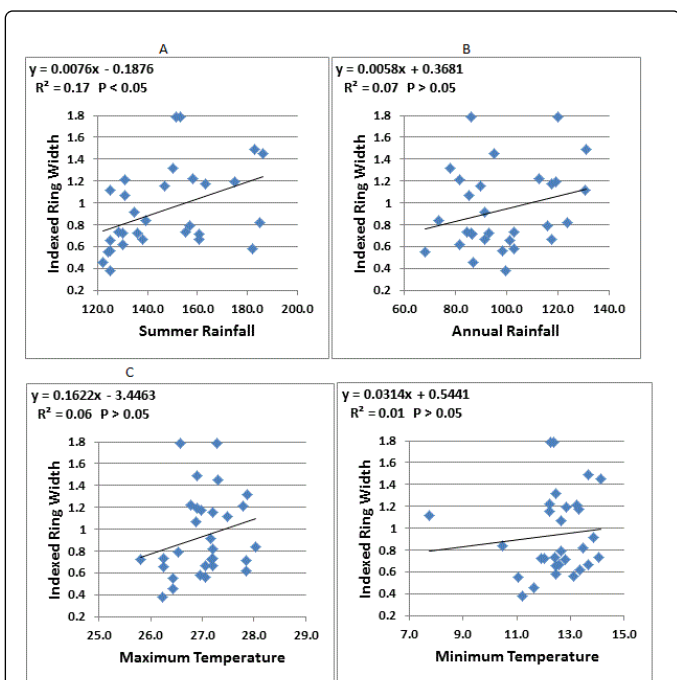 A
y = 0.0076x - 0.1876
R² = 0.17 P < 0.05
1.8
1.6
1.4
1.2
1
0.8
0.6
0.4
0.2
Indexed Ring Width
120.0 140.0 160.0 180.0 200.0
Summer Rainfall
B
y = 0.0058x + 0.3681
R² = 0.07 P > 0.05
1.8
1.6
1.4
1.2
1
0.8
0.6
0.4
0.2
Indexed Ring Width
60.0 80.0 100.0 120.0 140.0
Annual Rainfall
C
y = 0.1622x - 3.4463
R² = 0.06 P > 0.05
1.8
1.6
1.4
1.2
1
0.8
0.6
0.4
0.2
Indexed Ring Width
25.0 26.0 27.0 28.0 29.0
Maximum Temperature
y = 0.0314x + 0.5441
R² = 0.01 P > 0.05
1.8
1.6
1.4
1.2
1
0.8
0.6
0.4
0.2
Indexed Ring Width
7.0 9.0 11.0 13.0 15.0
Minimum Temperature